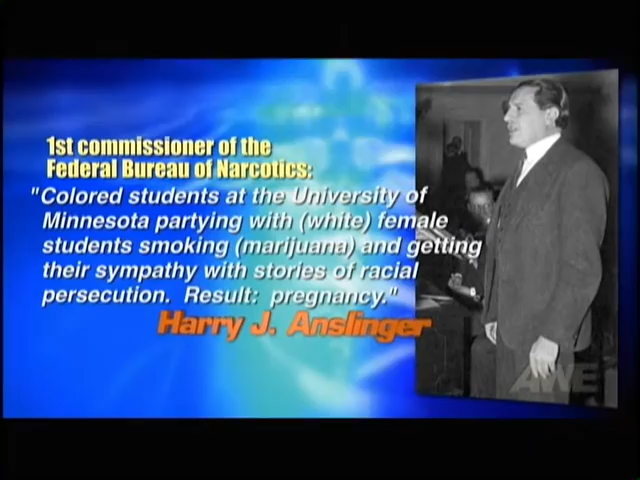 1st commissioner of the
Federal Bureau of Narcotics:
"Colored students at the University of
Minnesota partying with (white) female
students smoking (marijuana) and getting
their sympathy with stories of racial
persecution. Result: pregnancy."
Harry J. Anslinger
AWE